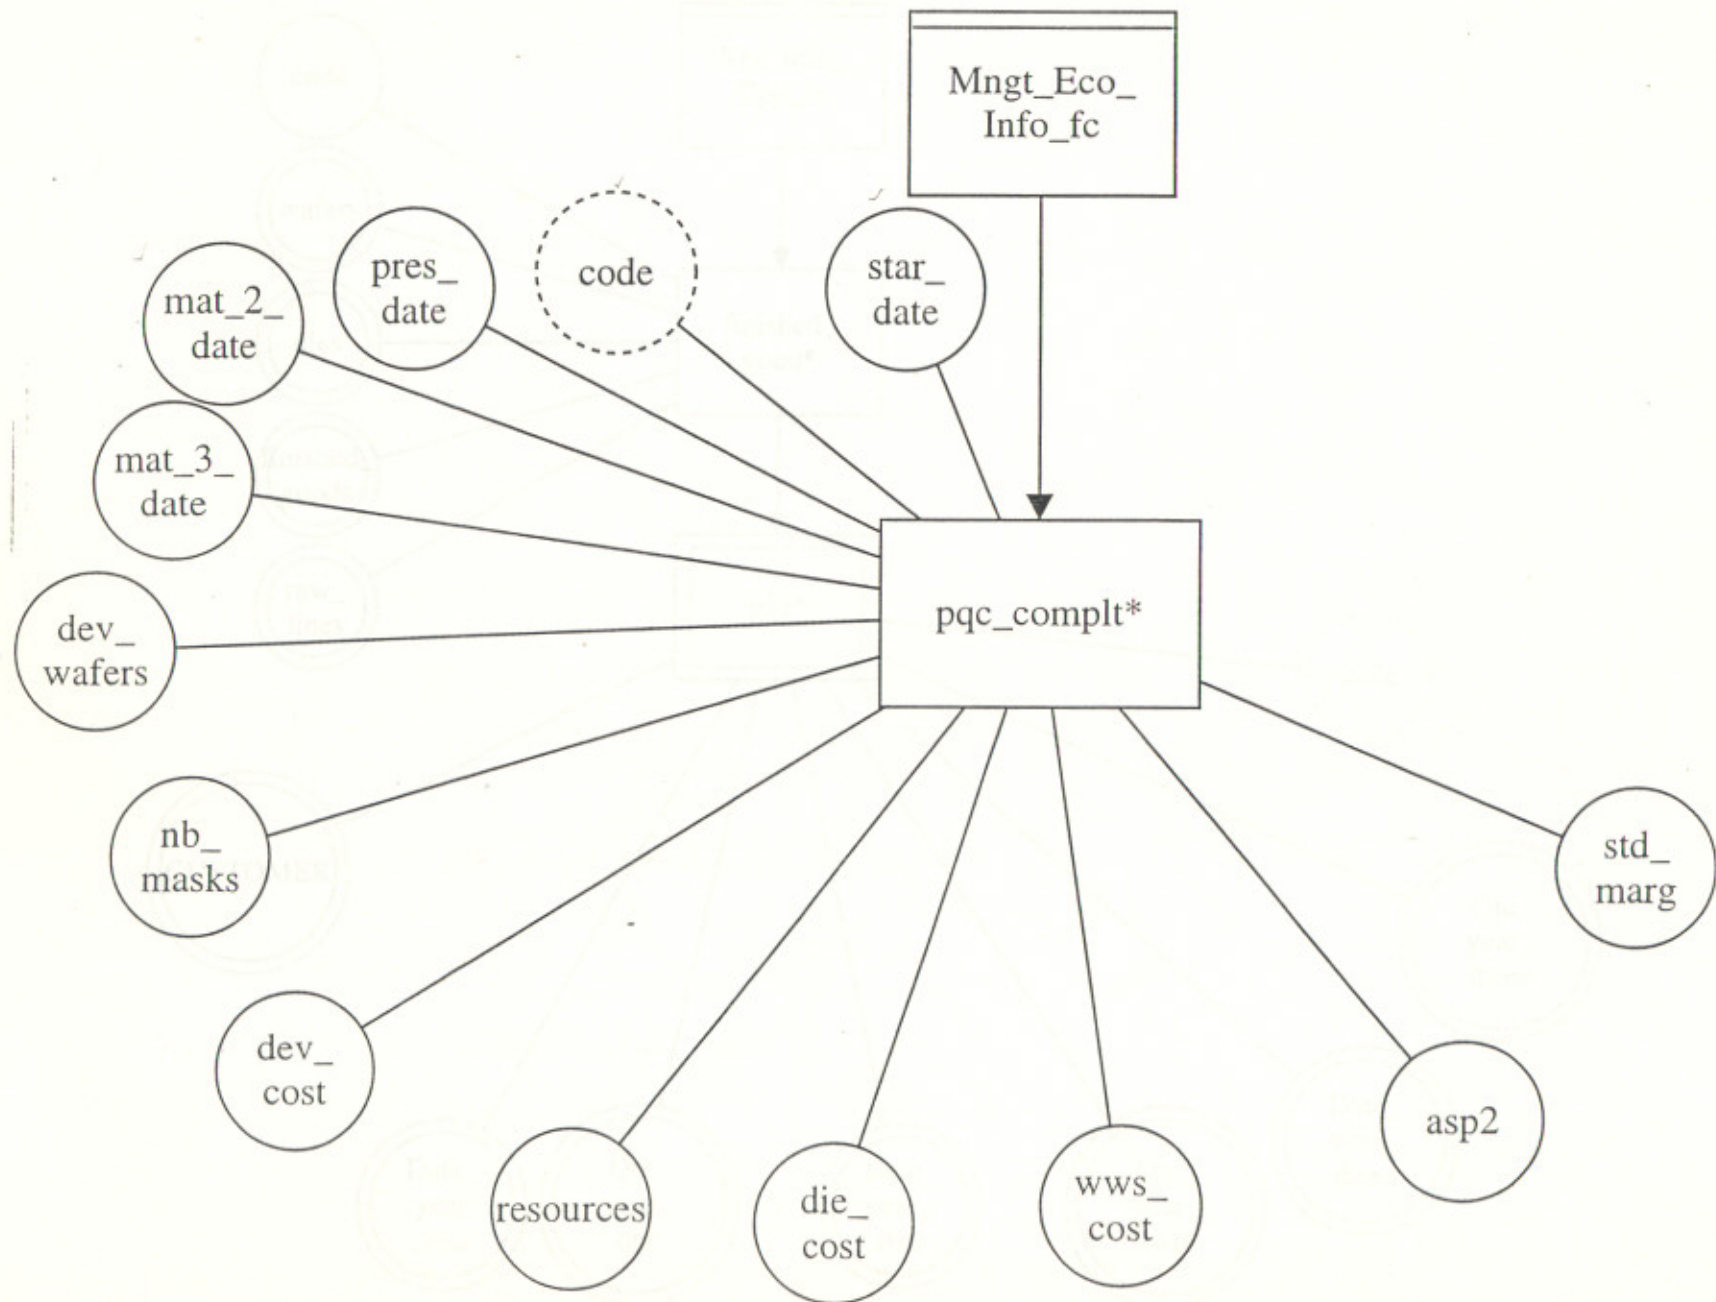 Mngt_Eco_
Info_fc
pres_
date
code
star_
date
mat_2_
date
mat_3_
date
pqc_complt*
dev_
wafers
nb_
masks
std_
marg
dev_
cost
asp2
resources
die_
cost
wws_
cost